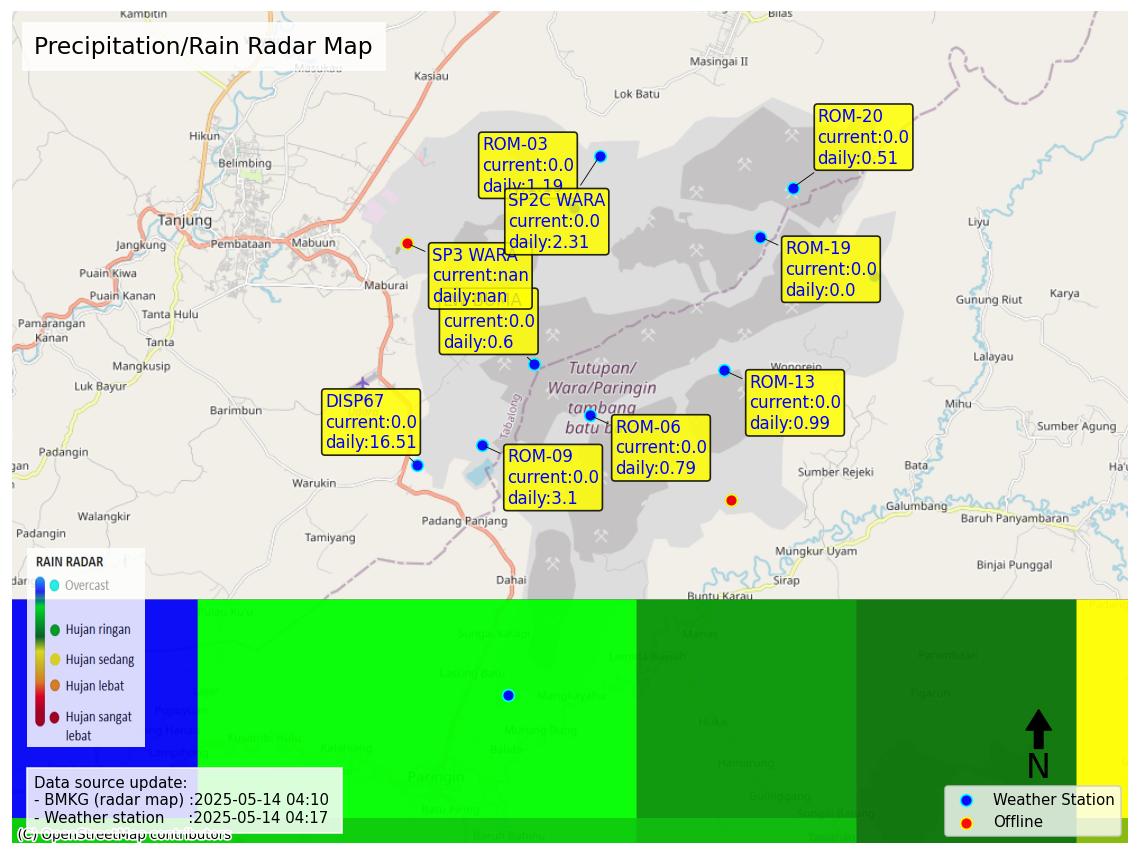 Kambitin
Bilas
Precipitation/Rain Radar Map
Masukau
Masingai II
Kasiau
Lok Batu
ROM-20
current:0.0
daily:0.51
Hikun
Belimbing
ROM-03
current:0.0
daily:1.19
SP2C WARA
current:0.0
daily:2.31
Tanjung
Liyu
Jangkung
Pembataan
Mabuun
SP3 WARA
current:nan
daily:nan
ROM-19
current:0.0
daily:0.0
Puain Kiwa
Maburai
Puain Kanan
Gunung Riut
Karya
Tanta Hulu
current:0.0
daily:0.6
Pamarangan
Kanan
Tanta
Lalayau
Mangkusip
Tutupan/
Wara/Paringin
tambang
batu b
Wonorejo
Luk Bayur
ROM-13
current:0.0
daily:0.99
Barimbun
DISP67
current:0.0
daily:16.51
Tabalong
Mihu
ROM-06
current:0.0
daily:0.79
Sumber Agung
Padangin
ROM-09
current:0.0
daily:3.1
Bata
Sumber Rejeki
Warukin
Galumbang
Walangkir
Padang Panjang
Baruh Panyambaran
Padangin
Tamiyang
Mungkur Uyam
Binjai Punggal
Dahai
Sirap
Buntu Karau
RAIN RADAR
Overcast
Hujan ringan
Hujan sedang
Hujan lebat
Hujan sangat
lebat
Mangkayahu
Murung Dung
Kalahiang
Paringin
N
Data source update:
- BMKG (radar map) :2025-05-14 04:10
- Weather station :2025-05-14 04:17
Weather Station
Offline
(C) OpenStreetMap contributors